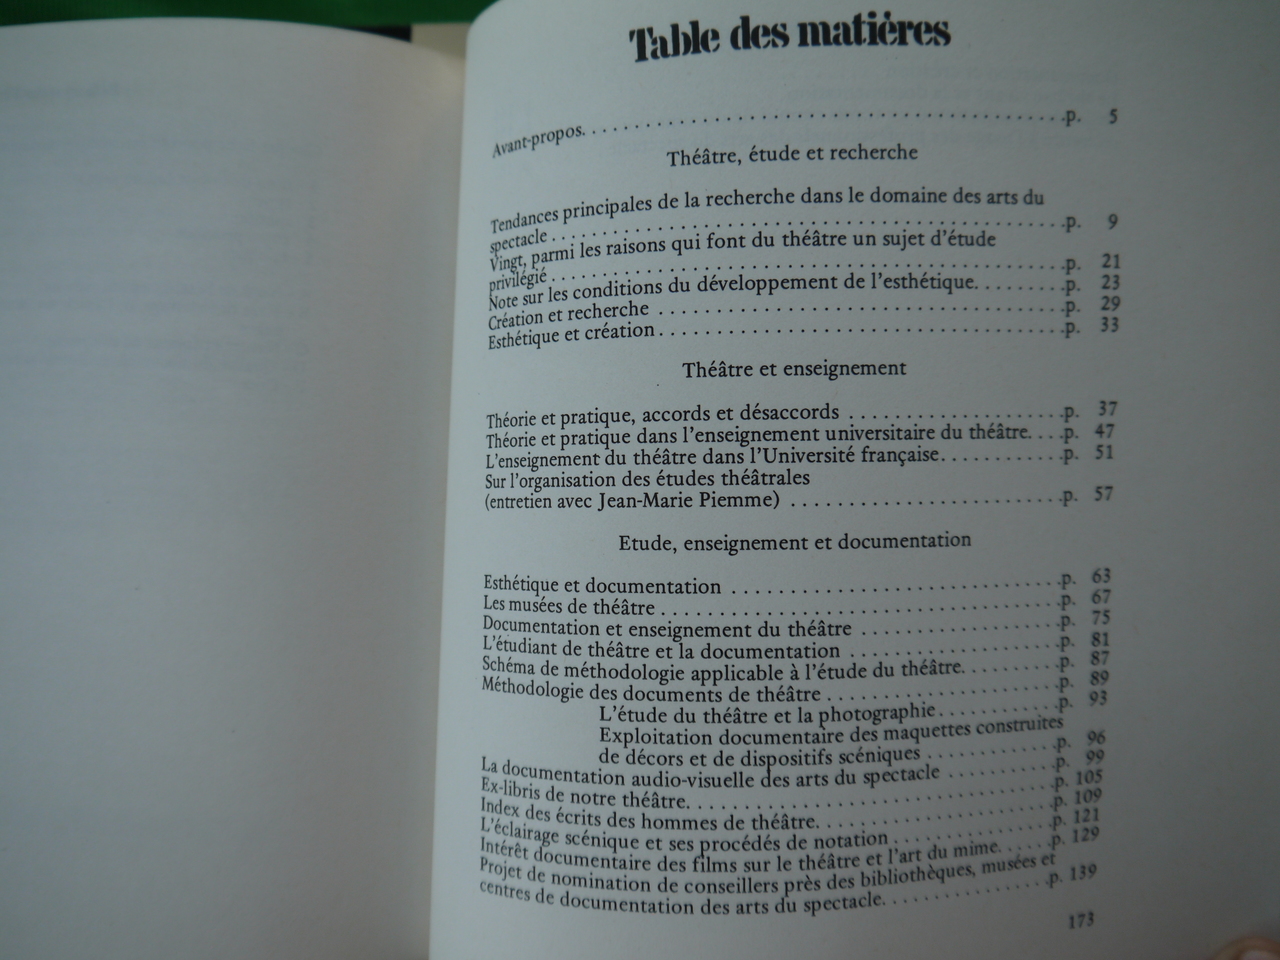 Table des matières
Avant-propos. . . . . . . . . . . . . . . . . . . . . . . . . . . . . . . . . . . . . . . .p. 5
Théâtre, étude et recherche
Tendances principales de la recherche dans le domaine des arts du
spectacle . . . . . . . . . . . . . . . . . . . . . . . . . . . . . . . . . . . . . . . . . . .p. 9
Vingt, parmi les raisons qui font du théâtre un sujet d'étude
privilégié . . . . . . . . . . . . . . . . . . . . . . . . . . . . . . . . . . . . . . . . . . .p. 21
Note sur les conditions du développement de l'esthétique. . . . . . . . .p. 23
Création et recherche . . . . . . . . . . . . . . . . . . . . . . . . . . . . . . . . . .p. 29
Esthétique et création . . . . . . . . . . . . . . . . . . . . . . . . . . . . . . . . . .p. 33
Théâtre et enseignement
Théorie et pratique, accords et désaccords . . . . . . . . . . . . . . . . . . .p. 37
Théorie et pratique dans l'enseignement universitaire du théâtre. . . .p. 47
L'enseignement du théâtre dans l'Université française. . . . . . . . . . . .p. 51
Sur l'organisation des études théâtrales
(entretien avec Jean-Marie Piemme) . . . . . . . . . . . . . . . . . . . . . . . .p. 57
Etude, enseignement et documentation
Esthétique et documentation . . . . . . . . . . . . . . . . . . . . . . . . . . . . .p. 63
Les musées de théâtre . . . . . . . . . . . . . . . . . . . . . . . . . . . . . . . . . .p. 67
Documentation et enseignement du théâtre . . . . . . . . . . . . . . . . . .p. 75
L'étudiant de théâtre et la documentation . . . . . . . . . . . . . . . . . . .p. 81
Schéma de méthodologie applicable à l'étude du théâtre. . . . . . . . . .p. 87
Méthodologie des documents de théâtre . . . . . . . . . . . . . . . . . . . .p. 89
L'étude du théâtre et la photographie. . . . . . . . . . . .p. 93
Exploitation documentaire des maquettes construites
de décors et de dispositifs scéniques . . . . . . . . . . . . .p. 96
La documentation audio-visuelle des arts du spectacle . . . . . . . . . .p. 99
Ex-libris de notre théâtre. . . . . . . . . . . . . . . . . . . . . . . . . . . . . . . .p. 105
Index des écrits des hommes de théâtre. . . . . . . . . . . . . . . . . . . . .p. 109
L'éclairage scénique et ses procédés de notation . . . . . . . . . . . . . .p. 121
Intérêt documentaire des films sur le théâtre et l'art du mime. . . . . .p. 129
Projet de nomination de conseillers près des bibliothèques, musées et
centres de documentation des arts du spectacle. . . . . . . . . . . . . . .p. 139
173